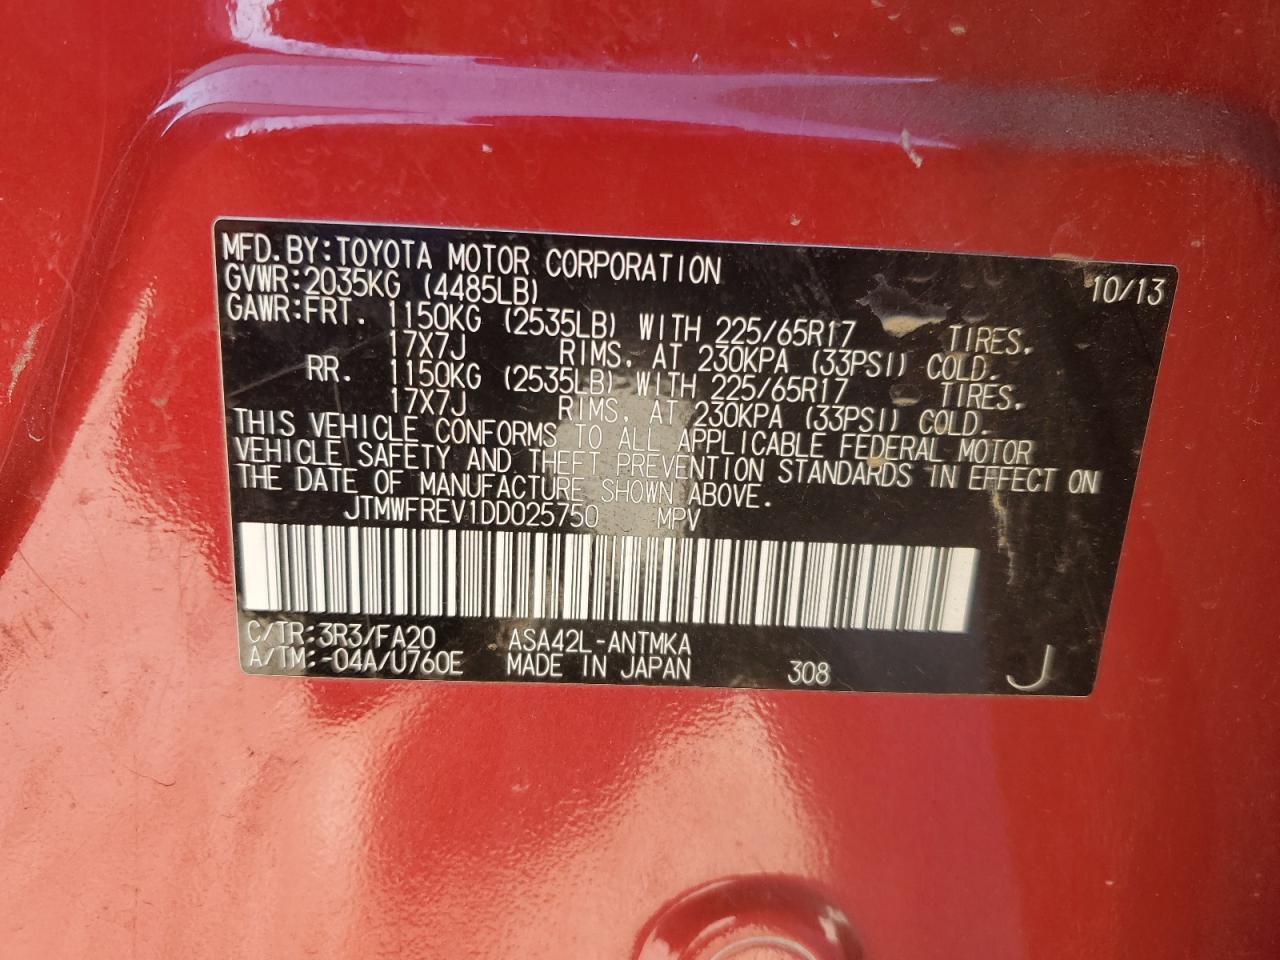 MFD.BY:TOYOTA MOTOR CORPORATION 10/13
GVWR:2035KG (4485LB)
GAWR:FRT. 1150KG (2535LB) WITH 225/65R17 TIRES,
17X7J RIMS, AT 230KPA (33PSI) COLD.
RR. 1150KG (2535LB) WITH 225/65R17 TIRES,
17X7J RIMS, AT 230KPA (33PSI) COLD.
THIS VEHICLE CONFORMS TO ALL APPLICABLE FEDERAL MOTOR
VEHICLE SAFETY AND THEFT PREVENTION STANDARDS IN EFFECT ON
THE DATE OF MANUFACTURE SHOWN ABOVE.
JTMWFREV1DD025750 MPV
C/TR:3R3/FA20 ASA42L-ANTMKA
A/TM:-04A/U760E MADE IN JAPAN 308 J